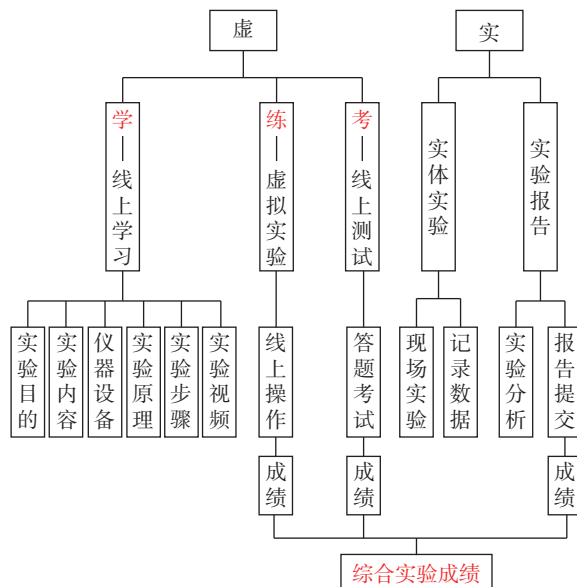 虚
实
学—线上学习
练—虚拟实验
考—线上测试
实体实验
实验报告
实验目的
实验内容
仪器设备
实验原理
实验步骤
实验视频
线上操作
答题考试
现场实验
记录数据
实验分析
报告提交
成绩
成绩
成绩
综合实验成绩